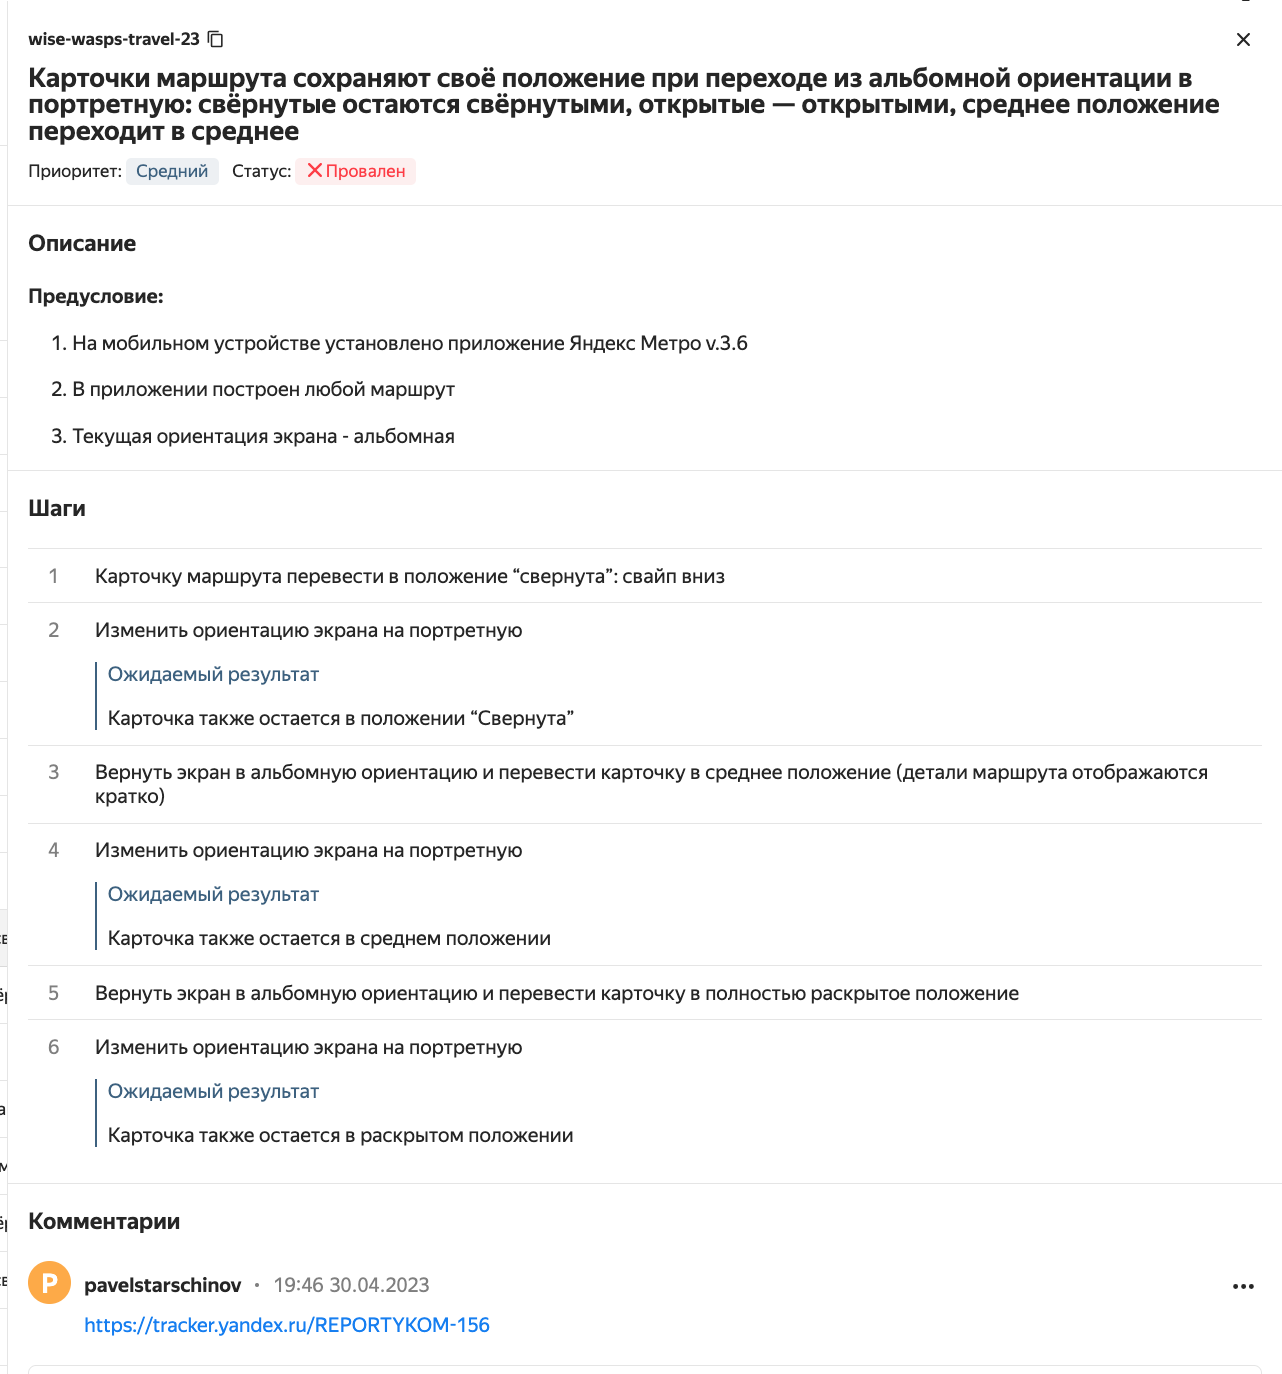 wise-wasps-travel-23
Карточки маршрута сохраняют своё положение при переходе из альбомной ориентации в
портретную: свёрнутые остаются свёрнутыми, открытые — открытыми, среднее положение
переходит в среднее
Приоритет: Средний Статус: Провален
Описание
Предусловие:
1. На мобильном устройстве установлено приложение Яндекс Метро v.3.6
2. В приложении построен любой маршрут
3. Текущая ориентация экрана - альбомная
Шаги
1 Карточку маршрута перевести в положение “свернута”: свайп вниз
2 Изменить ориентацию экрана на портретную
Ожидаемый результат
Карточка также остается в положении “Свернута”
3 Вернуть экран в альбомную ориентацию и перевести карточку в среднее положение (детали маршрута отображаются
кратко)
4 Изменить ориентацию экрана на портретную
Ожидаемый результат
Карточка также остается в среднем положении
5 Вернуть экран в альбомную ориентацию и перевести карточку в полностью раскрытое положение
6 Изменить ориентацию экрана на портретную
Ожидаемый результат
Карточка также остается в раскрытом положении
Комментарии
P
pavelstarschinov · 19:46 30.04.2023
https://tracker.yandex.ru/REPORTYKOM-156